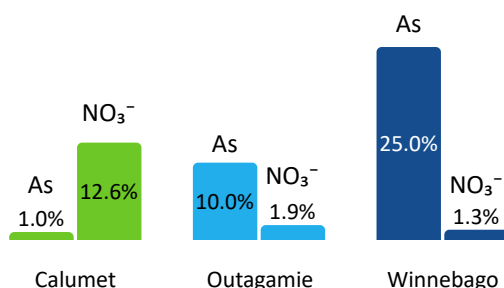 As
NO₃⁻
As
NO₃⁻
As
NO₃⁻
25.0%
12.6%
10.0%
1.0%
1.9%
1.3%
Calumet
Outagamie
Winnebago